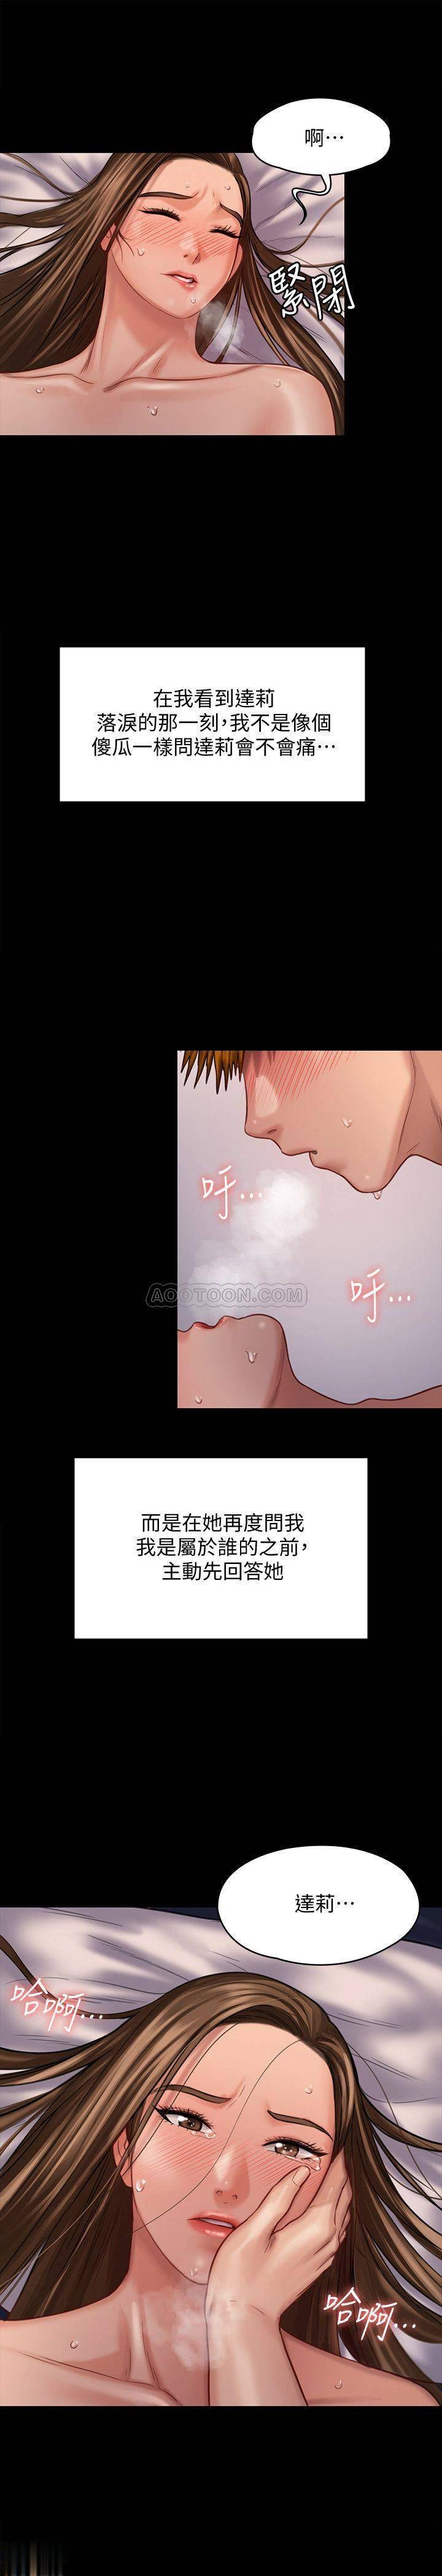 啊…
緊閉
在我看到達莉
落淚的那一刻,我不是像個
傻瓜一樣問達莉會不會痛…
呼…
AOOTOON.COM
呼…
而是在她再度問我
我是屬於誰的之前,
主動先回答她
達莉…
哈啊…
哈啊…